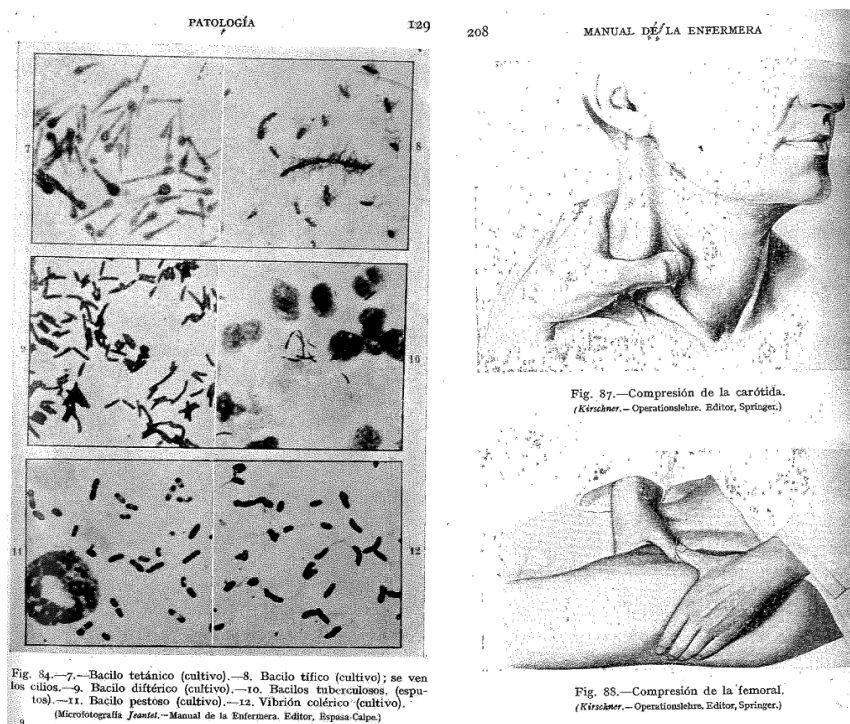 PATOLOGÍA 129
7
8
9
10
11
12
Fig. 84.—7.—Bacilo tetánico (cultivo).—8. Bacilo tífico (cultivo); se ven
los cilios.—9. Bacilo diftérico (cultivo).—10. Bacilos tuberculosos. (espu-
tos).—11. Bacilo pestoso (cultivo).—12. Vibrión colérico (cultivo).
(Microfotografía Jeantel.—Manual de la Enfermera. Editor, Espasa-Calpe.)
9
208 MANUAL DE LA ENFERMERA
Fig. 87.—Compresión de la carótida.
(Kirschner.—Operationslehre. Editor, Springer.)
Fig. 88.—Compresión de la femoral.
(Kirschner.—Operationslehre. Editor, Springer.)